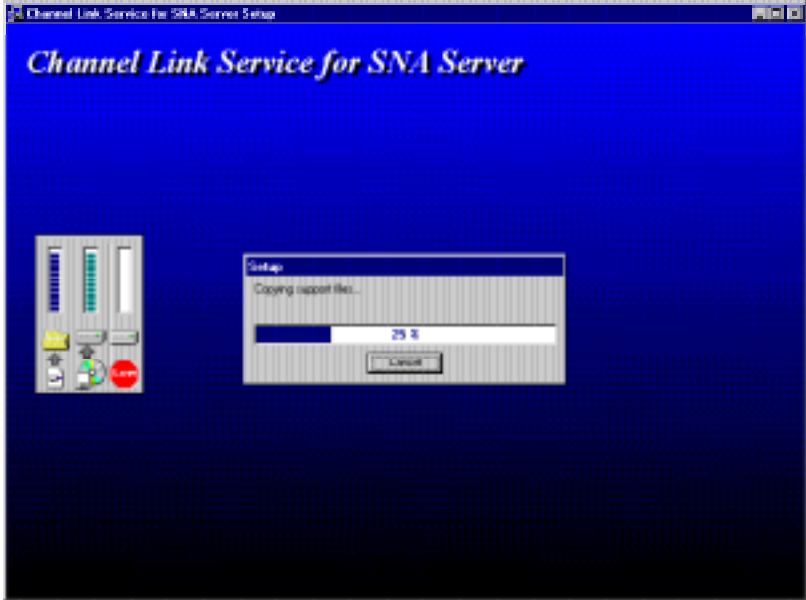 Channel Link Service for SNA Server Setup
Channel Link Service for SNA Server
Setup
Copying support files...
25 %
Cancel